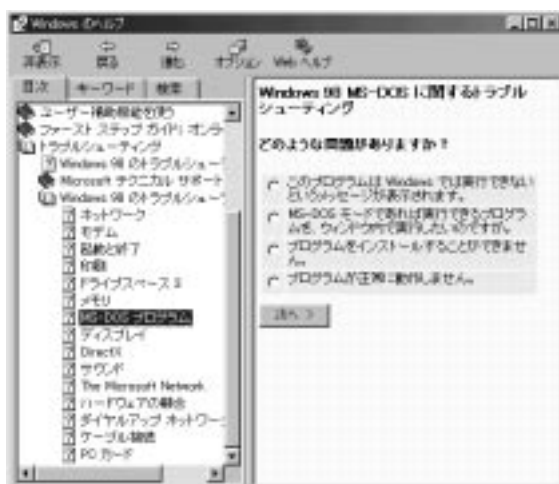 Windows のヘルプ
非表示 戻る 進む オプション Web ヘルプ
目次 キーワード 検索
ユーザー補助機能を使う
ファースト ステップ ガイド: オンラ
トラブルシューティング
Windows 98 のトラブルシュー
Microsoft テクニカル サポート
Windows 98 のトラブルシュー
ネットワーク
モデム
起動と終了
印刷
ドライブスペース 3
メモリ
MS-DOS プログラム
ディスプレイ
DirectX
サウンド
The Microsoft Network
ハードウェアの競合
ダイヤルアップ ネットワー
ケーブル接続
PC カード
Windows 98 MS-DOS に関するトラブル
シューティング
どのような問題がありますか?
このプログラムは Windows では実行できない
というメッセージが表示されます。
MS-DOS モードであれば実行できるプログラ
ムを、ウィンドウ内で実行したいのですが。
プログラムをインストールすることができませ
ん。
プログラムが正常に動作しません。
次へ >